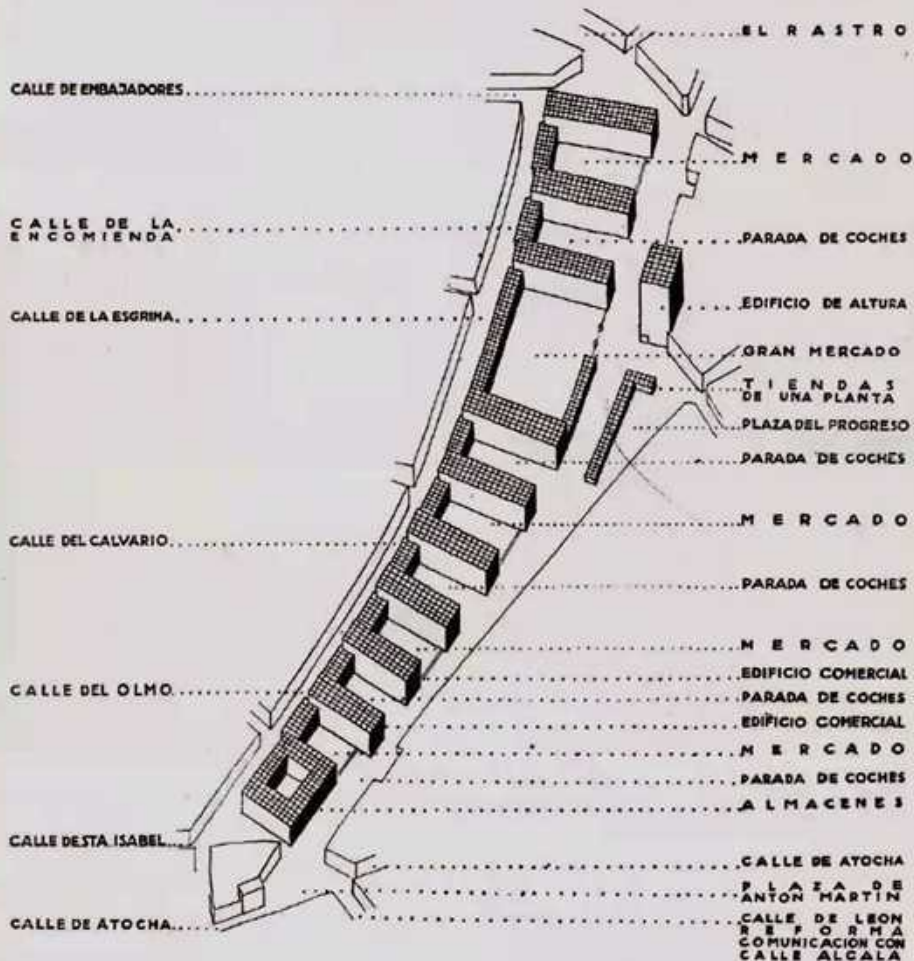 EL RASTRO
CALLE DE EMBAJADORES
MERCADO
CALLE DE LA
ENCOMIENDA
PARADA DE COCHES
EDIFICIO DE ALTURA
CALLE DE LA ESGRIMA
GRAN MERCADO
TIENDAS
DE UNA PLANTA
PLAZA DEL PROGRESO
PARADA DE COCHES
MERCADO
CALLE DEL CALVARIO
PARADA DE COCHES
MERCADO
EDIFICIO COMERCIAL
CALLE DEL OLMO
PARADA DE COCHES
EDIFICIO COMERCIAL
MERCADO
PARADA DE COCHES
ALMACENES
CALLE DE STA. ISABEL
CALLE DE ATOCHA
PLAZA DE
ANTON MARTIN
CALLE DE ATOCHA
CALLE DE LEON
REFORMA
COMUNICACION CON
CALLE ALCALA